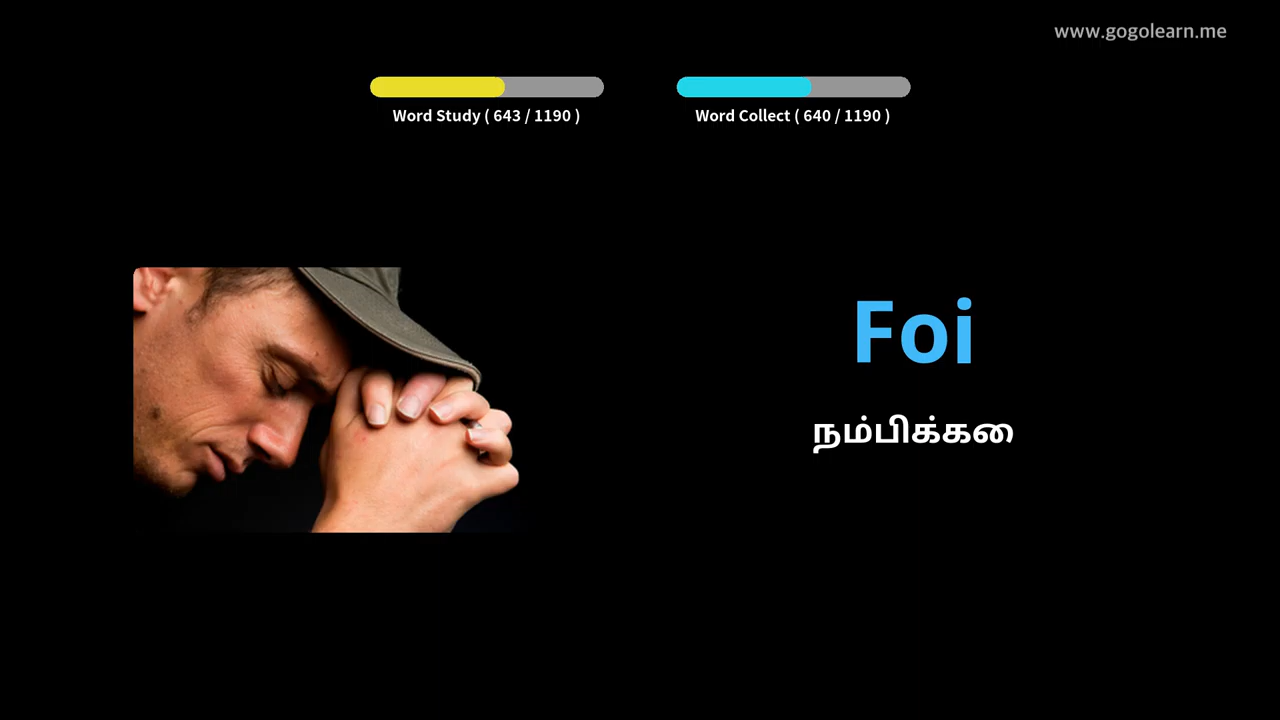 www.gogolearn.me
Word Study ( 643 / 1190 )
Word Collect ( 640 / 1190 )
Foi
நம்பிக்கை